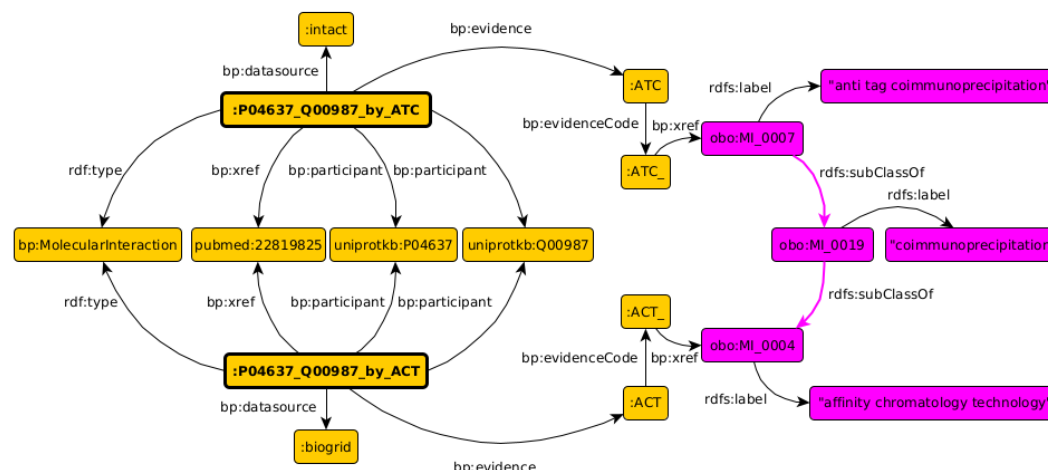 :intact
bp:evidence
bp:datasource
:ATC
rdfs:label
"anti tag coimmunoprecipitation"
:P04637_Q00987_by_ATC
bp:evidenceCode
bp:xref
obo:MI_0007
rdf:type
bp:xref
bp:participant
bp:participant
:ATC_
rdfs:subClassOf
rdfs:label
bp:MolecularInteraction
pubmed:22819825
uniprotkb:P04637
uniprotkb:Q00987
obo:MI_0019
"coimmunoprecipitation
rdf:type
bp:xref
bp:participant
bp:participant
rdfs:subClassOf
:ACT_
obo:MI_0004
:P04637_Q00987_by_ACT
bp:evidenceCode
bp:xref
bp:datasource
:ACT
rdfs:label
"affinity chromatology technology"
:biogrid
bp:evidence